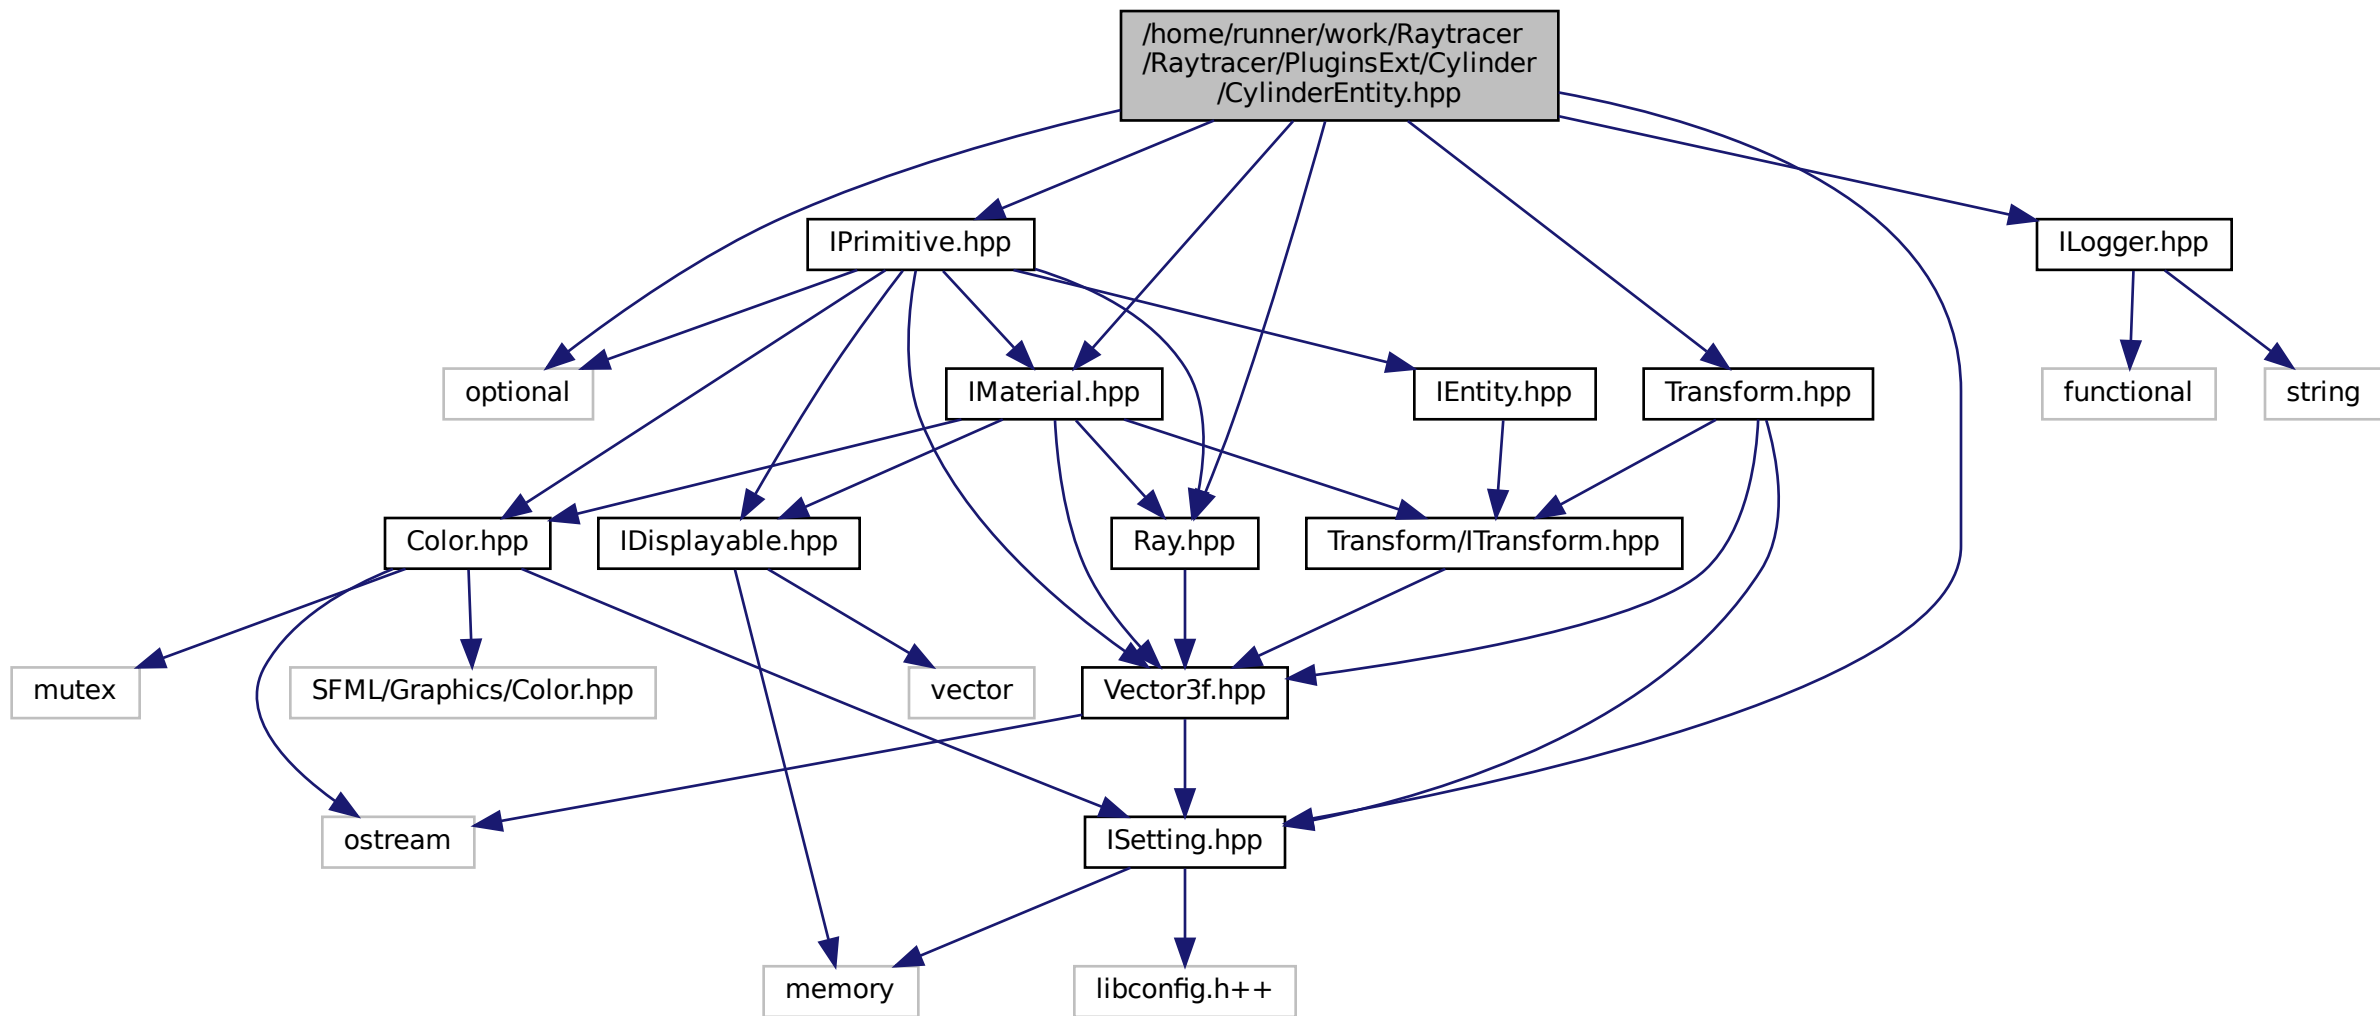 /home/runner/work/Raytracer
/Raytracer/PluginsExt/Cylinder
/CylinderEntity.hpp
IPrimitive.hpp
ILogger.hpp
optional
IMaterial.hpp
IEntity.hpp
Transform.hpp
functional
string
Color.hpp
IDisplayable.hpp
Ray.hpp
Transform/ITransform.hpp
mutex
SFML/Graphics/Color.hpp
vector
Vector3f.hpp
ostream
ISetting.hpp
memory
libconfig.h++